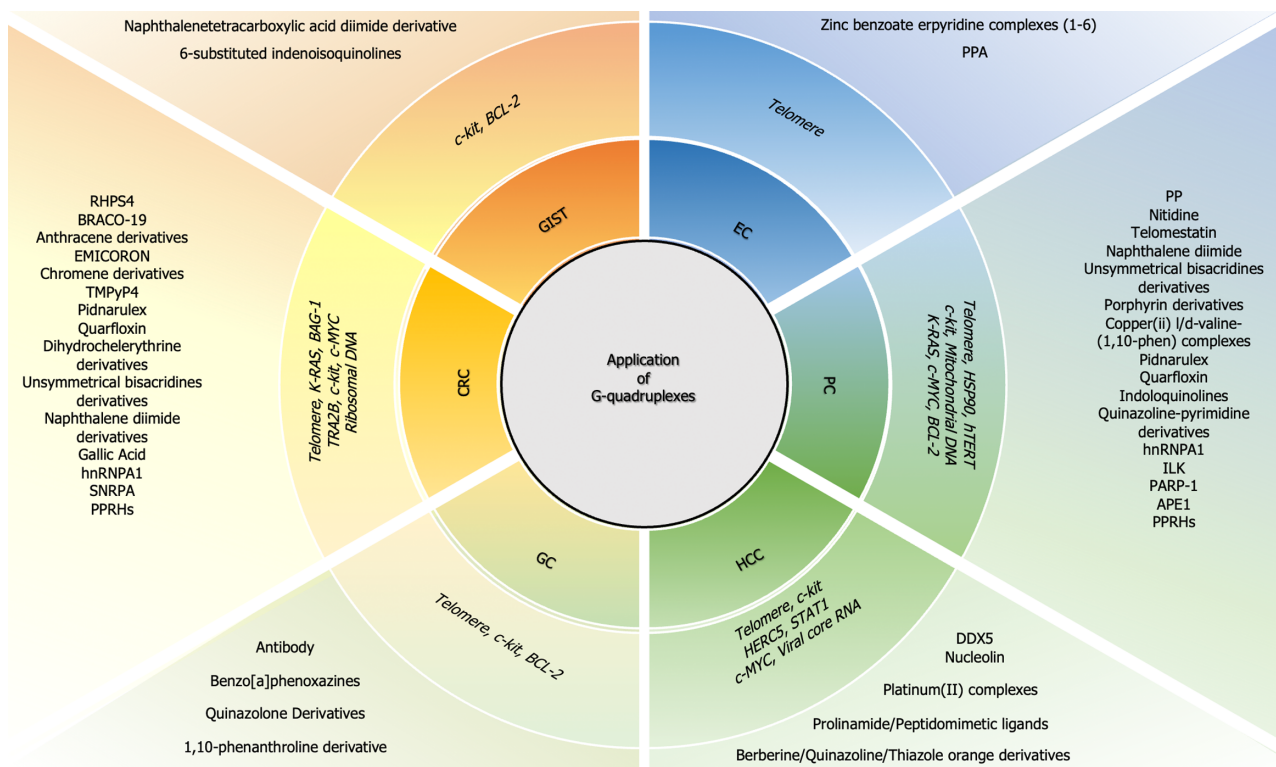 Naphthalenetetracarboxylic acid diimide derivative
6-substituted indenoisoquinolines
c-kit, BCL-2
GIST
Zinc benzoate erpyridine complexes (1-6)
PPA
Telomere
EC
RHPS4
BRACO-19
Anthracene derivatives
EMICORON
Chromene derivatives
TMPyP4
Pidnarulex
Quarfloxin
Dihydrochelerythrine
derivatives
Unsymmetrical bisacridines
derivatives
Naphthalene diimide
derivatives
Gallic Acid
hnRNPA1
SNRPA
PPRHs
Telomere, K-RAS, BAG-1
TRA2B, c-kit, c-MYC
Ribosomal DNA
CRC
Application
of
G-quadruplexes
PC
Telomere, HSP90, hTERT
c-kit, Mitochondrial DNA
K-RAS, c-MYC, BCL-2
PP
Nitidine
Telomestatin
Naphthalene diimide
Unsymmetrical bisacridines
derivatives
Porphyrin derivatives
Copper(ii) l/d-valine-
(1,10-phen) complexes
Pidnarulex
Quarfloxin
Indoloquinolines
Quinazoline-pyrimidine
derivatives
hnRNPA1
ILK
PARP-1
APE1
PPRHs
GC
Telomere, c-kit, BCL-2
Antibody
Benzo[a]phenoxazines
Quinazolone Derivatives
1,10-phenanthroline derivative
HCC
Telomere, c-kit
HERC5, STAT1
c-MYC, Viral core RNA
DDX5
Nucleolin
Platinum(II) complexes
Prolinamide/Peptidomimetic ligands
Berberine/Quinazoline/Thiazole orange derivatives